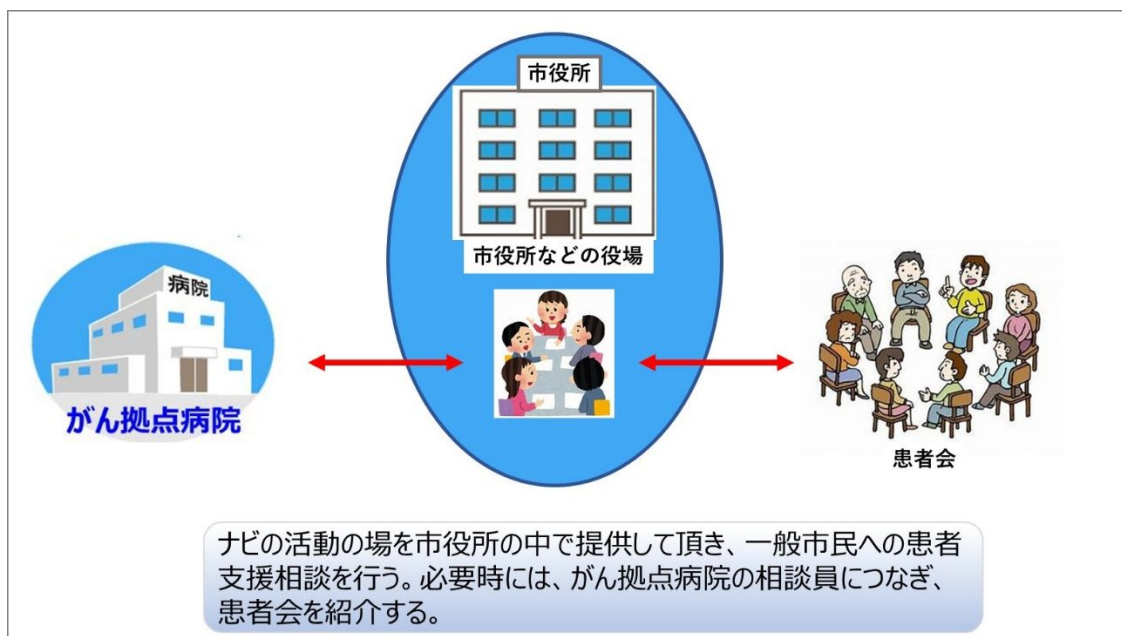 市役所
市役所などの役場
病院
がん拠点病院
患者会
ナビの活動の場を市役所の中で提供して頂き、一般市民への患者
支援相談を行う。必要時には、がん拠点病院の相談員につなぎ、
患者会を紹介する。